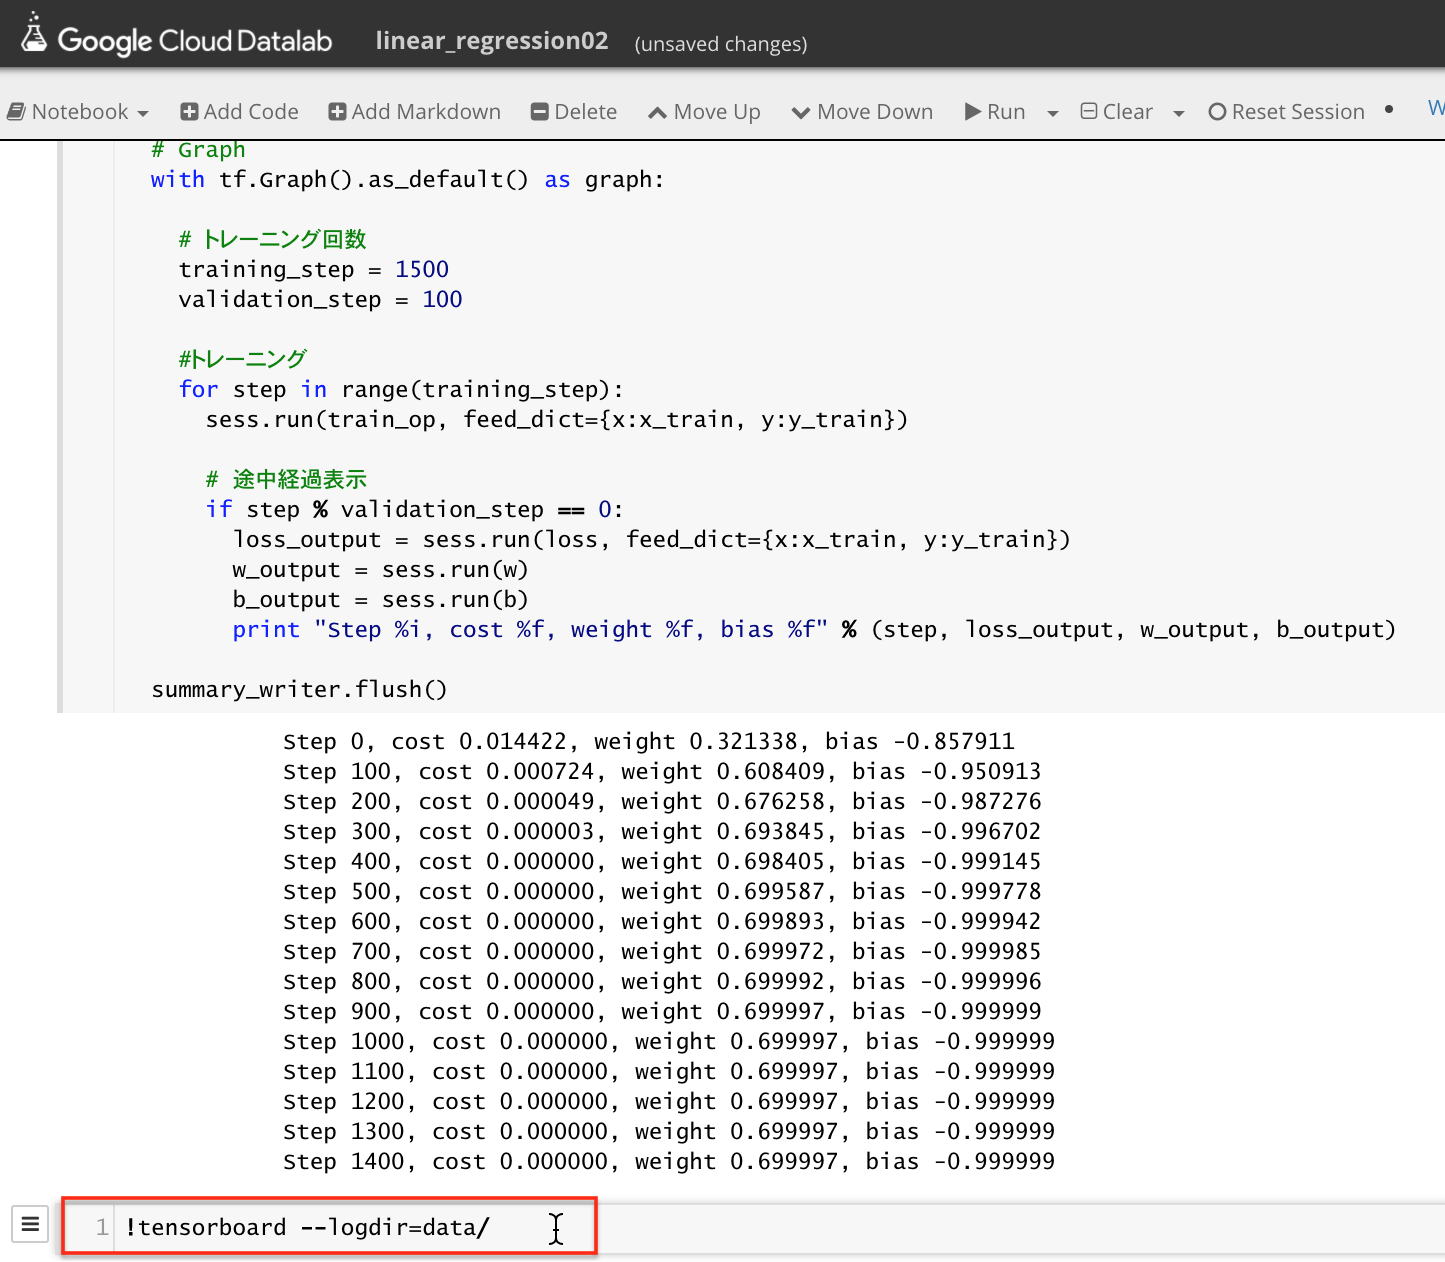 Google Cloud Datalab linear_regression02 (unsaved changes)
Notebook Add Code Add Markdown Delete Move Up Move Down Run Clear Reset Session W
# Graph
with tf.Graph().as_default() as graph:
# トレーニング回数
training_step = 1500
validation_step = 100
#トレーニング
for step in range(training_step):
sess.run(train_op, feed_dict={x:x_train, y:y_train})
# 途中経過表示
if step % validation_step == 0:
loss_output = sess.run(loss, feed_dict={x:x_train, y:y_train})
w_output = sess.run(w)
b_output = sess.run(b)
print "Step %i, cost %f, weight %f, bias %f" % (step, loss_output, w_output, b_output)
summary_writer.flush()
Step 0, cost 0.014422, weight 0.321338, bias -0.857911
Step 100, cost 0.000724, weight 0.608409, bias -0.950913
Step 200, cost 0.000049, weight 0.676258, bias -0.987276
Step 300, cost 0.000003, weight 0.693845, bias -0.996702
Step 400, cost 0.000000, weight 0.698405, bias -0.999145
Step 500, cost 0.000000, weight 0.699587, bias -0.999778
Step 600, cost 0.000000, weight 0.699893, bias -0.999942
Step 700, cost 0.000000, weight 0.699972, bias -0.999985
Step 800, cost 0.000000, weight 0.699992, bias -0.999996
Step 900, cost 0.000000, weight 0.699997, bias -0.999999
Step 1000, cost 0.000000, weight 0.699997, bias -0.999999
Step 1100, cost 0.000000, weight 0.699997, bias -0.999999
Step 1200, cost 0.000000, weight 0.699997, bias -0.999999
Step 1300, cost 0.000000, weight 0.699997, bias -0.999999
Step 1400, cost 0.000000, weight 0.699997, bias -0.999999
1 !tensorboard --logdir=data/